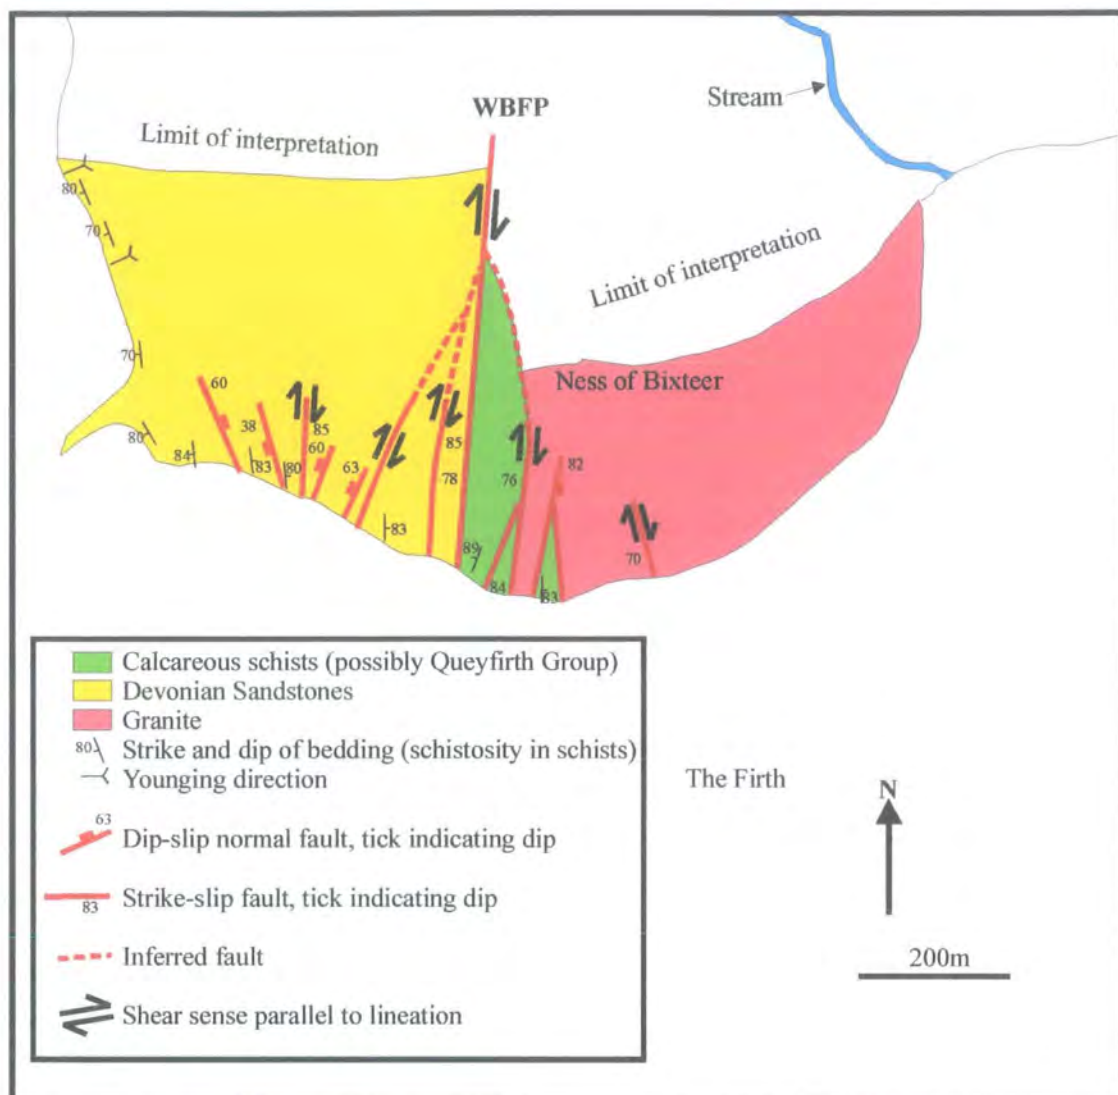 WBFP
Stream
Limit of interpretation
Limit of interpretation
Ness of Bixteer
80
70
70
80
84
60
38
83
80
85
60
63
83
85
78
89
7
84
76
82
83
70
Calcareous schists (possibly Queyfirth Group)
Devonian Sandstones
Granite
80 Strike and dip of bedding (schistosity in schists)
Younging direction
63 Dip-slip normal fault, tick indicating dip
83 Strike-slip fault, tick indicating dip
Inferred fault
Shear sense parallel to lineation
The Firth
N
200m